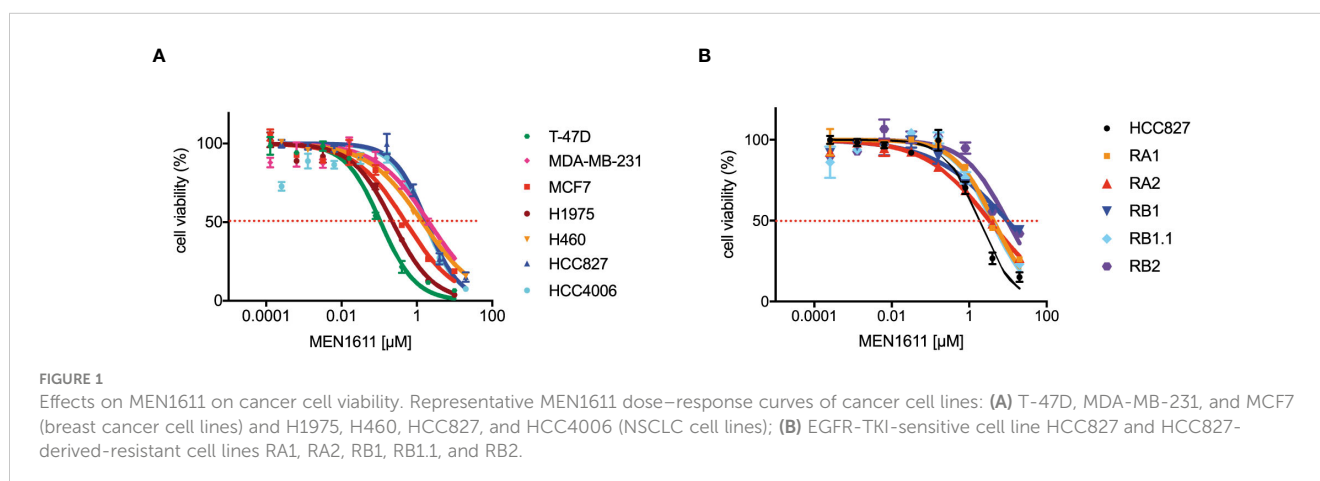 A
cell viability (%)
100
50
0
0.0001
0.01
1
100
MEN1611 [µM]
T-47D
MDA-MB-231
MCF7
H1975
H460
HCC827
HCC4006
B
cell viability (%)
100
50
0
0.0001
0.01
1
100
MEN1611 [µM]
HCC827
RA1
RA2
RB1
RB1.1
RB2
FIGURE 1
Effects on MEN1611 on cancer cell viability. Representative MEN1611 dose–response curves of cancer cell lines: (A) T-47D, MDA-MB-231, and MCF7
(breast cancer cell lines) and H1975, H460, HCC827, and HCC4006 (NSCLC cell lines); (B) EGFR-TKI-sensitive cell line HCC827 and HCC827-
derived-resistant cell lines RA1, RA2, RB1, RB1.1, and RB2.